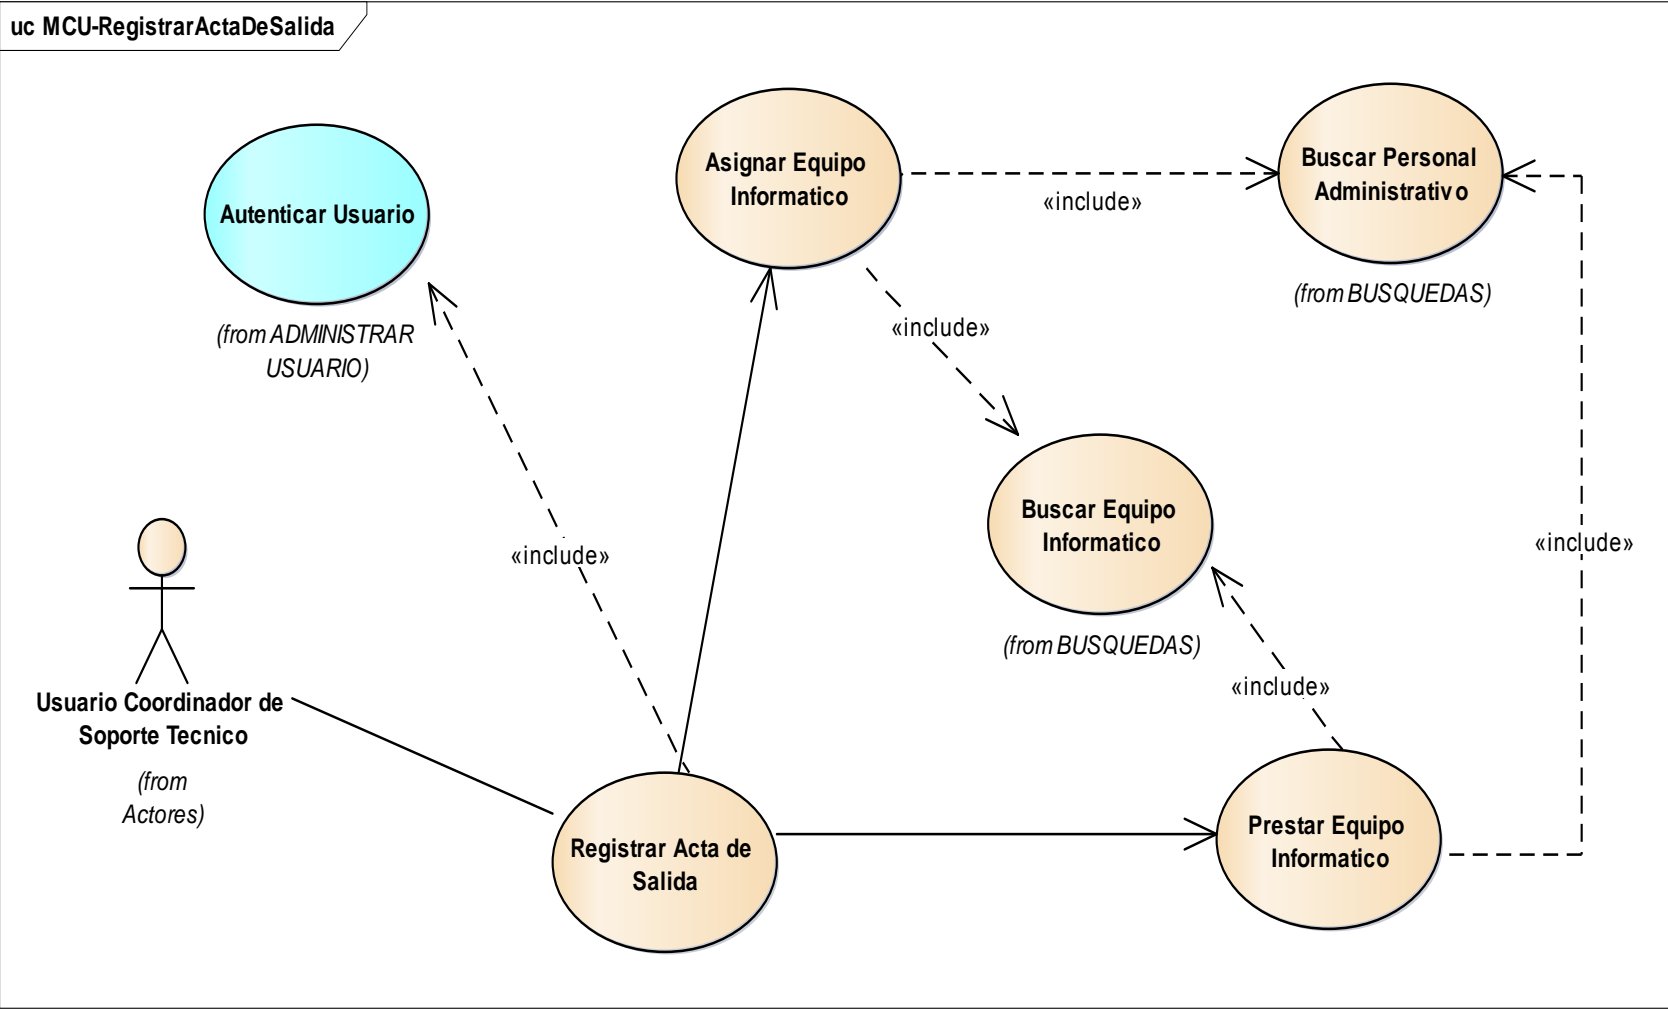 uc MCU-RegistrarActaDeSalida
Autenticar Usuario
(from ADMINISTRAR
USUARIO)
Asignar Equipo
Informatico
«include»
Buscar Personal
Administrativo
(from BUSQUEDAS)
«include»
Buscar Equipo
Informatico
(from BUSQUEDAS)
«include»
«include»
«include»
Usuario Coordinador de
Soporte Tecnico
(from
Actores)
Registrar Acta de
Salida
Prestar Equipo
Informatico